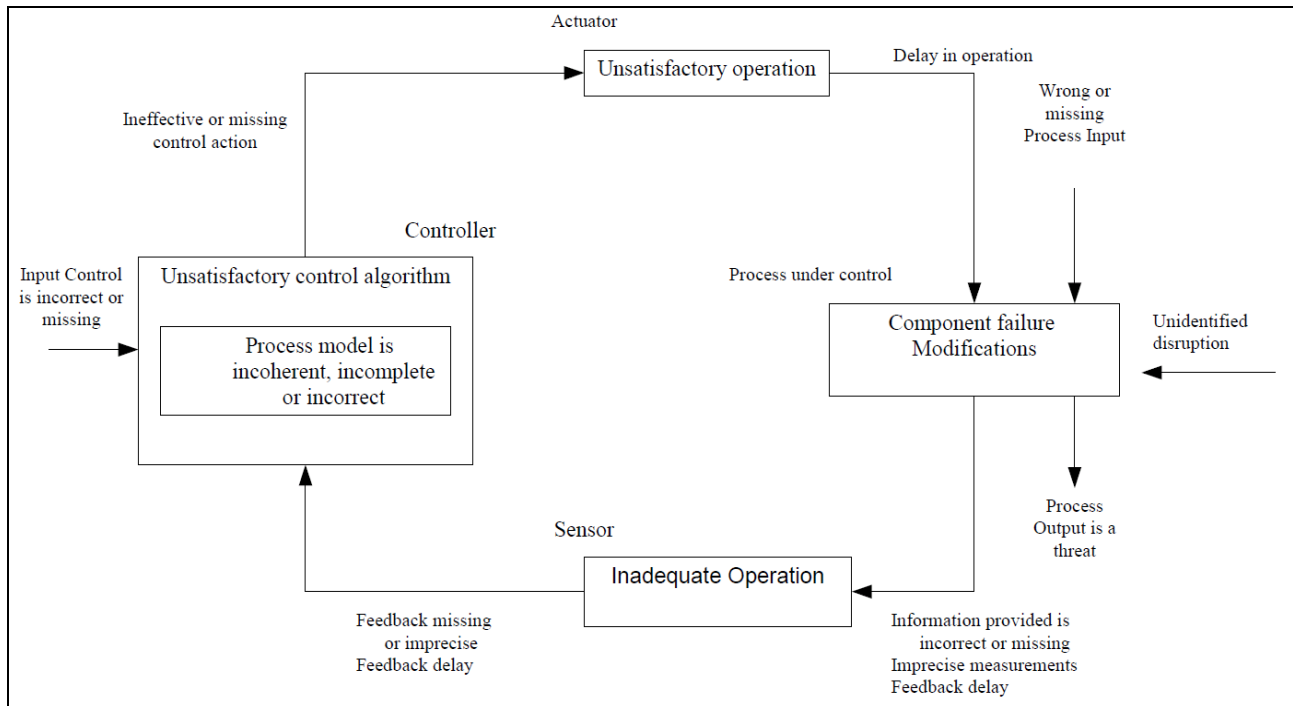 Actuator
Unsatisfactory operation
Delay in operation
Wrong or
missing
Process Input
Ineffective or missing
control action
Controller
Unsatisfactory control algorithm
Process model is
incoherent, incomplete
or incorrect
Input Control
is incorrect or
missing
Process under control
Component failure
Modifications
Unidentified
disruption
Process
Output is a
threat
Sensor
Inadequate Operation
Feedback missing
or imprecise
Feedback delay
Information provided is
incorrect or missing
Imprecise measurements
Feedback delay